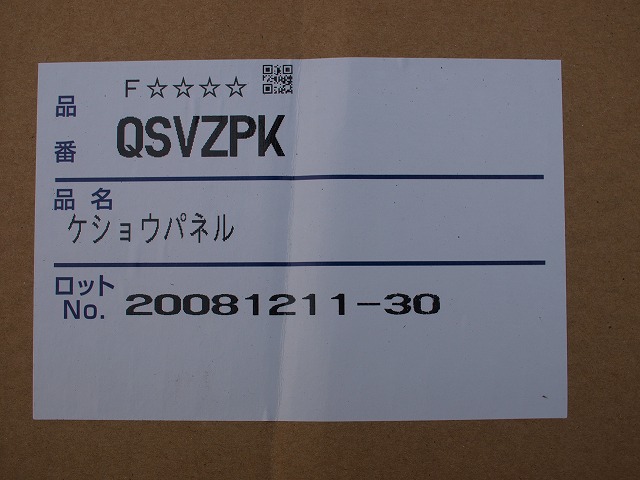 F☆☆☆☆
品番 QSVZPK
品名
ケショウパネル
ロット
No. 20081211-30